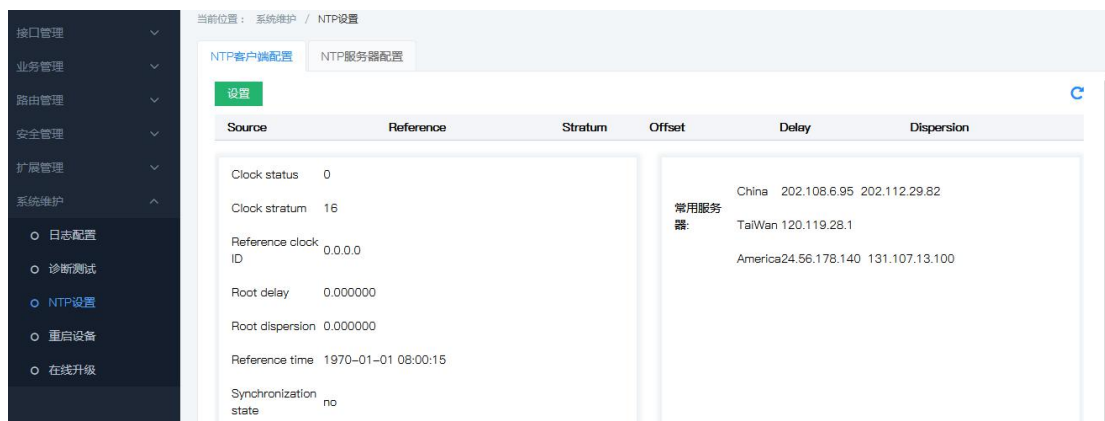 当前位置： 系统维护 / NTP设置
接口管理
业务管理
路由管理
安全管理
扩展管理
系统维护
日志配置
诊断测试
NTP设置
重启设备
在线升级
NTP客户端配置 NTP服务器配置
设置
Source Reference Stratum Offset Delay Dispersion
Clock status 0
Clock stratum 16
Reference clock
ID 0.0.0.0
Root delay 0.000000
Root dispersion 0.000000
Reference time 1970-01-01 08:00:15
Synchronization
state no
常用服务
器:
China 202.108.6.95 202.112.29.82
TaiWan 120.119.28.1
America24.56.178.140 131.107.13.100